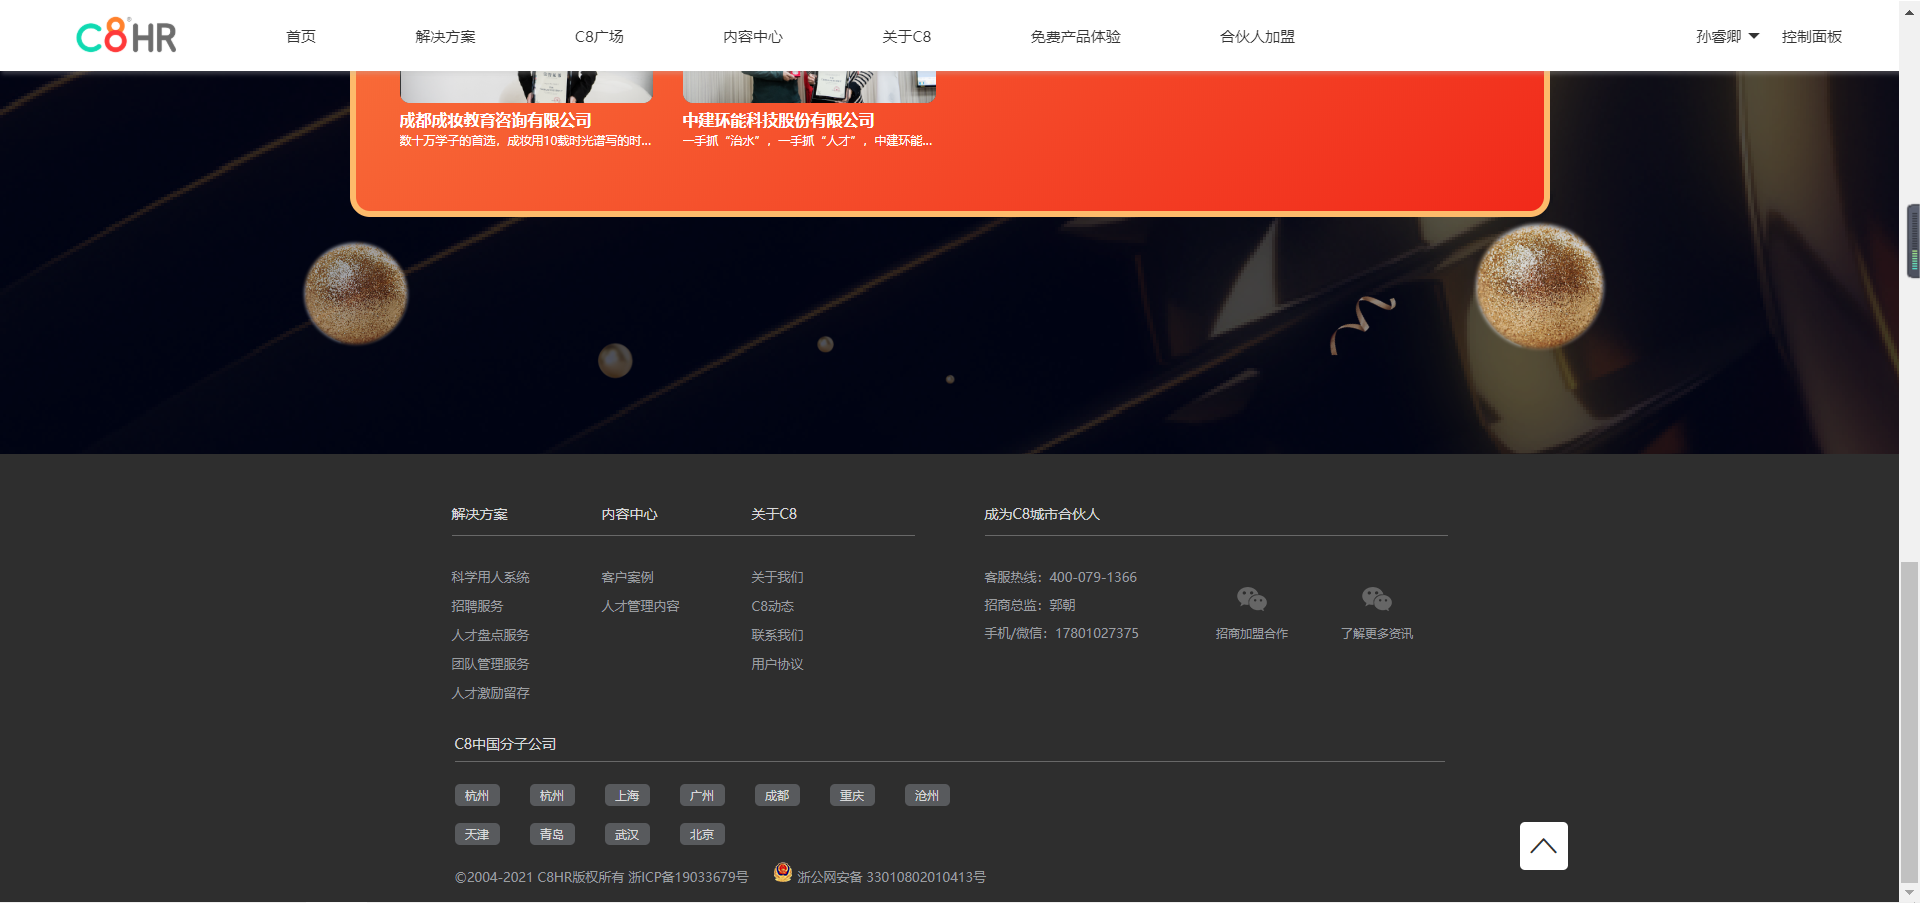 C8HR® 首页 解决方案 C8广场 内容中心 关于C8 免费产品体验 合伙人加盟 孙睿卿 控制面板
成都成妆教育咨询有限公司 中建环能科技股份有限公司
数十万学子的首选，成妆用10载时光谱写的时... 一手抓“治水”，一手抓“人才”，中建环能...
解决方案 内容中心 关于C8 成为C8城市合伙人
科学用人系统 客户案例 关于我们 客服热线：400-079-1366
招聘服务 人才管理内容 C8动态 招商总监：郭朝
人才盘点服务 联系我们 手机/微信：17801027375 招商加盟合作 了解更多资讯
团队管理服务 用户协议
人才激励留存
C8中国分子公司
杭州 杭州 上海 广州 成都 重庆 沧州
天津 青岛 武汉 北京
©2004-2021 C8HR版权所有 浙ICP备19033679号 浙公网安备 33010802010413号